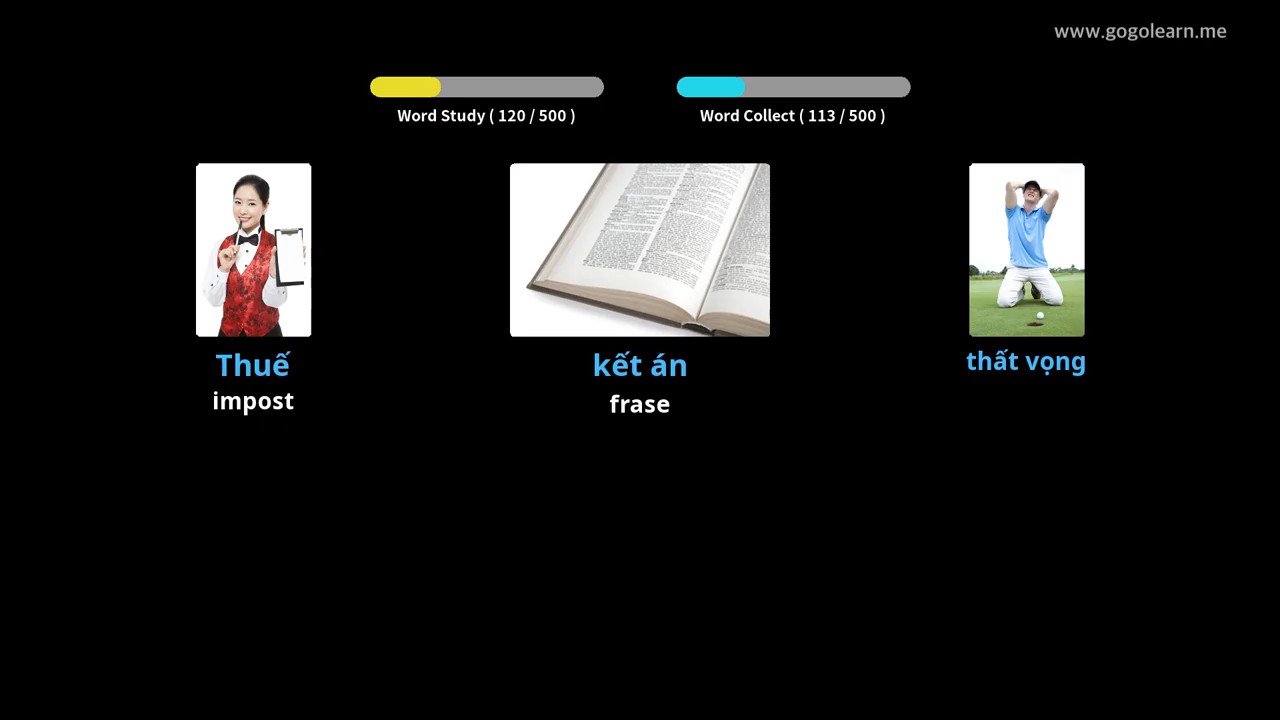 www.gogolearn.me
Word Study ( 120 / 500 )
Word Collect ( 113 / 500 )
Thuế
impost
kết án
frase
thất vọng